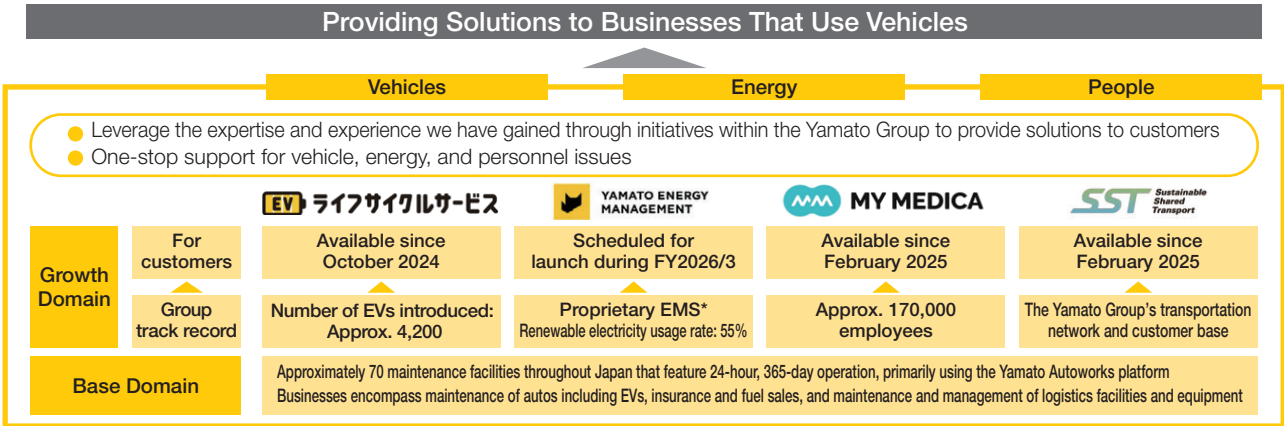 Providing Solutions to Businesses That Use Vehicles
Vehicles
Energy
People
● Leverage the expertise and experience we have gained through initiatives within the Yamato Group to provide solutions to customers
● One-stop support for vehicle, energy, and personnel issues
EV ライフサイクルサービス
YAMATO ENERGY
MANAGEMENT
MY MEDICA
SST Sustainable
Shared
Transport
Growth
Domain
For
customers
Available since
October 2024
Scheduled for
launch during FY2026/3
Available since
February 2025
Available since
February 2025
Group
track record
Number of EVs introduced:
Approx. 4,200
Proprietary EMS*
Renewable electricity usage rate: 55%
Approx. 170,000
employees
The Yamato Group's transportation
network and customer base
Base Domain
Approximately 70 maintenance facilities throughout Japan that feature 24-hour, 365-day operation, primarily using the Yamato Autoworks platform
Businesses encompass maintenance of autos including EVs, insurance and fuel sales, and maintenance and management of logistics facilities and equipment